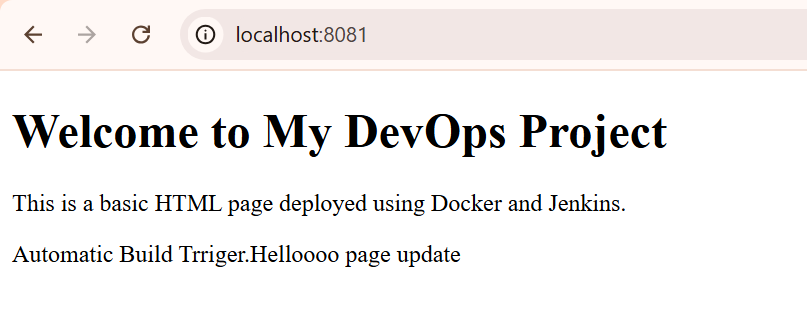 localhost:8081
Welcome to My DevOps Project
This is a basic HTML page deployed using Docker and Jenkins.
Automatic Build Trriger.Helloooo page update